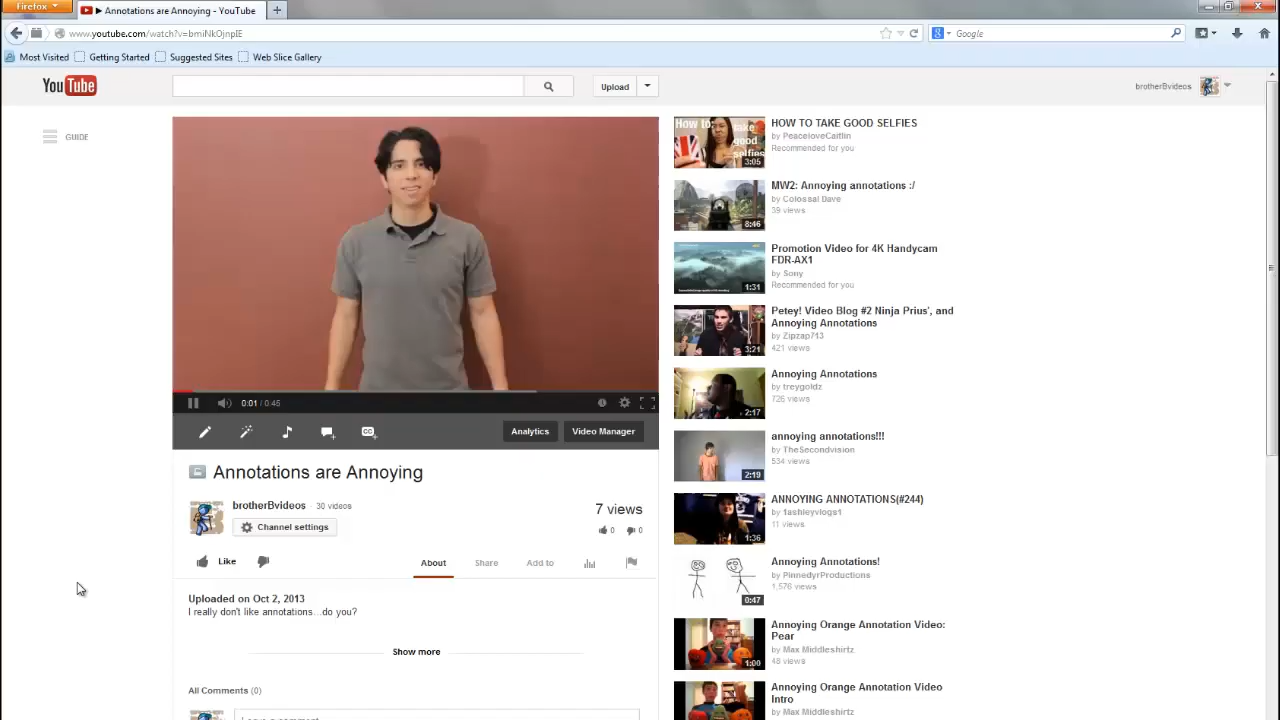 Firefox
Annotations are Annoying - YouTube
www.youtube.com/watch?v=bmiNkOjnpIE
Google
Most Visited
Getting Started
Suggested Sites
Web Slice Gallery
YouTube
Upload
brotherBvideos
GUIDE
0:01 / 0:45
Analytics
Video Manager
Annotations are Annoying
brotherBvideos · 30 videos
Channel settings
7 views
0
0
Like
About
Share
Add to
Uploaded on Oct 2, 2013
I really don't like annotations...do you?
Show more
All Comments (0)
How to:
take
good
selfies
3:05
HOW TO TAKE GOOD SELFIES
by PeaceloveCaitlin
Recommended for you
8:46
MW2: Annoying annotations :/
by Colossal Dave
39 views
1:31
Promotion Video for 4K Handycam
FDR-AX1
by Sony
Recommended for you
3:21
Petey! Video Blog #2 Ninja Prius', and
Annoying Annotations
by Zipzap713
421 views
2:17
Annoying Annotations
by treygoldz
726 views
2:19
annoying annotations!!!
by TheSecondvision
534 views
1:36
ANNOYING ANNOTATIONS(#244)
by 1ashleyvlogs1
11 views
0:47
Annoying Annotations!
by PinnedyrProductions
1,576 views
1:00
Annoying Orange Annotation Video:
Pear
by Max Middleshirtz
48 views
Annoying Orange Annotation Video
Intro
by Max Middleshirtz